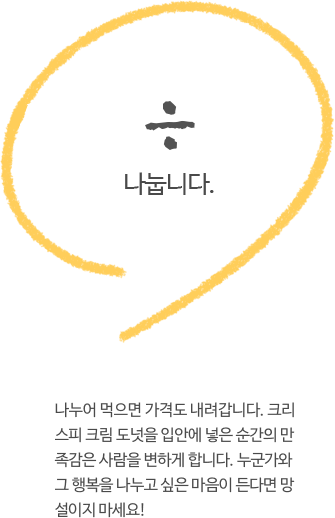 ÷
나눕니다.
나누어 먹으면 가격도 내려갑니다. 크리
스피 크림 도넛을 입안에 넣은 순간의 만
족감은 사람을 변하게 합니다. 누군가와
그 행복을 나누고 싶은 마음이 든다면 망
설이지 마세요!